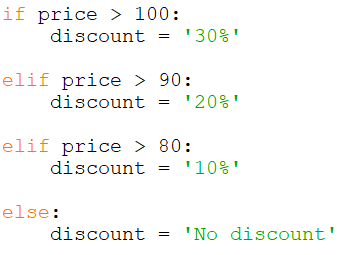 if price > 100:
    discount = '30%'
elif price > 90:
    discount = '20%'
elif price > 80:
    discount = '10%'
else:
    discount = 'No discount'